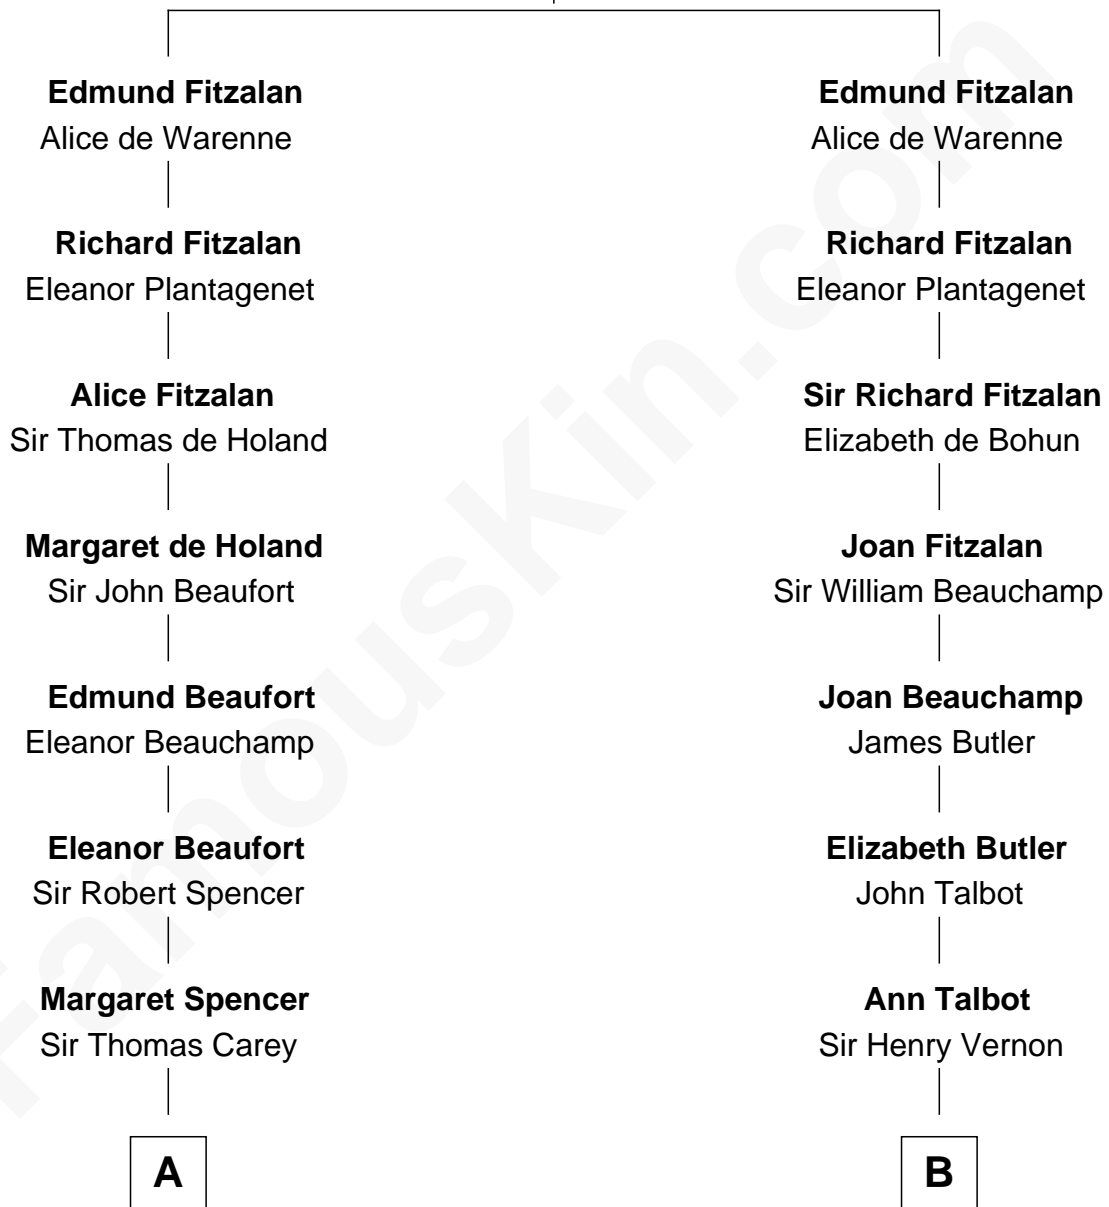 Edmund Fitzalan
Alice de Warenne
Richard Fitzalan
Eleanor Plantagenet
Alice Fitzalan
Sir Thomas de Holand
Margaret de Holand
Sir John Beaufort
Edmund Beaufort
Eleanor Beauchamp
Eleanor Beaufort
Sir Robert Spencer
Margaret Spencer
Sir Thomas Carey
A
Edmund Fitzalan
Alice de Warenne
Richard Fitzalan
Eleanor Plantagenet
Sir Richard Fitzalan
Elizabeth de Bohun
Joan Fitzalan
Sir William Beauchamp
Joan Beauchamp
James Butler
Elizabeth Butler
John Talbot
Ann Talbot
Sir Henry Vernon
B
FamousKin.com